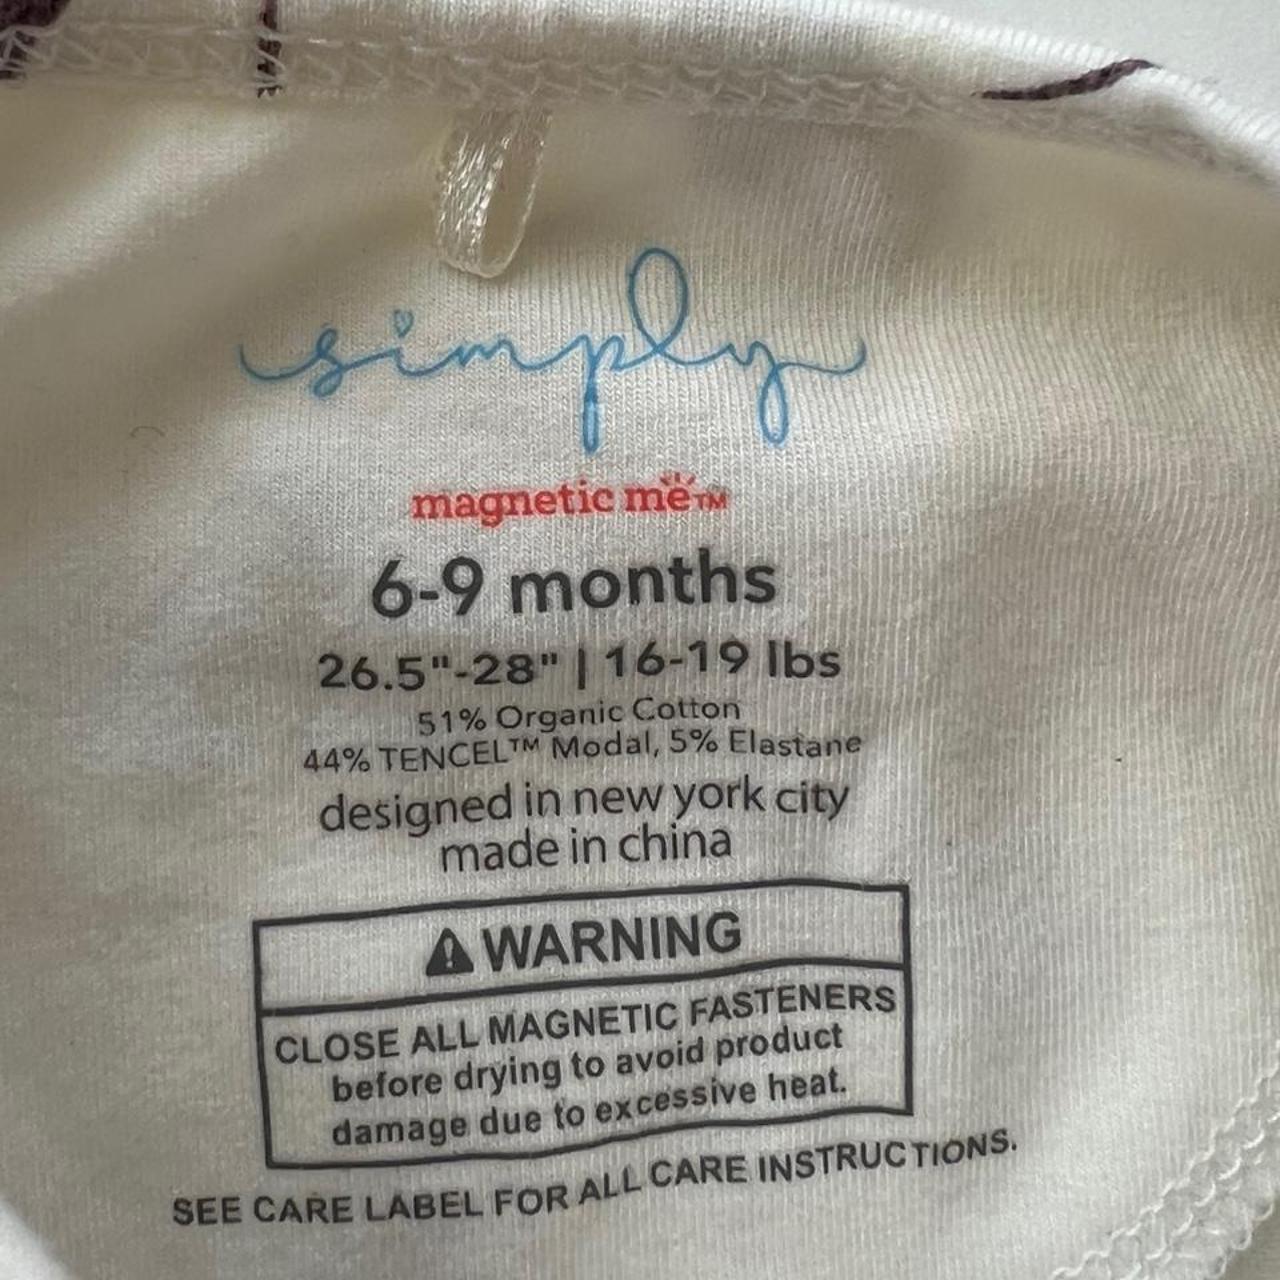 simply
magnetic me™
6-9 months
26.5"-28" | 16-19 lbs
51% Organic Cotton
44% TENCEL™ Modal, 5% Elastane
designed in new york city
made in china
WARNING
CLOSE ALL MAGNETIC FASTENERS
before drying to avoid product
damage due to excessive heat.
SEE CARE LABEL FOR ALL CARE INSTRUCTIONS.